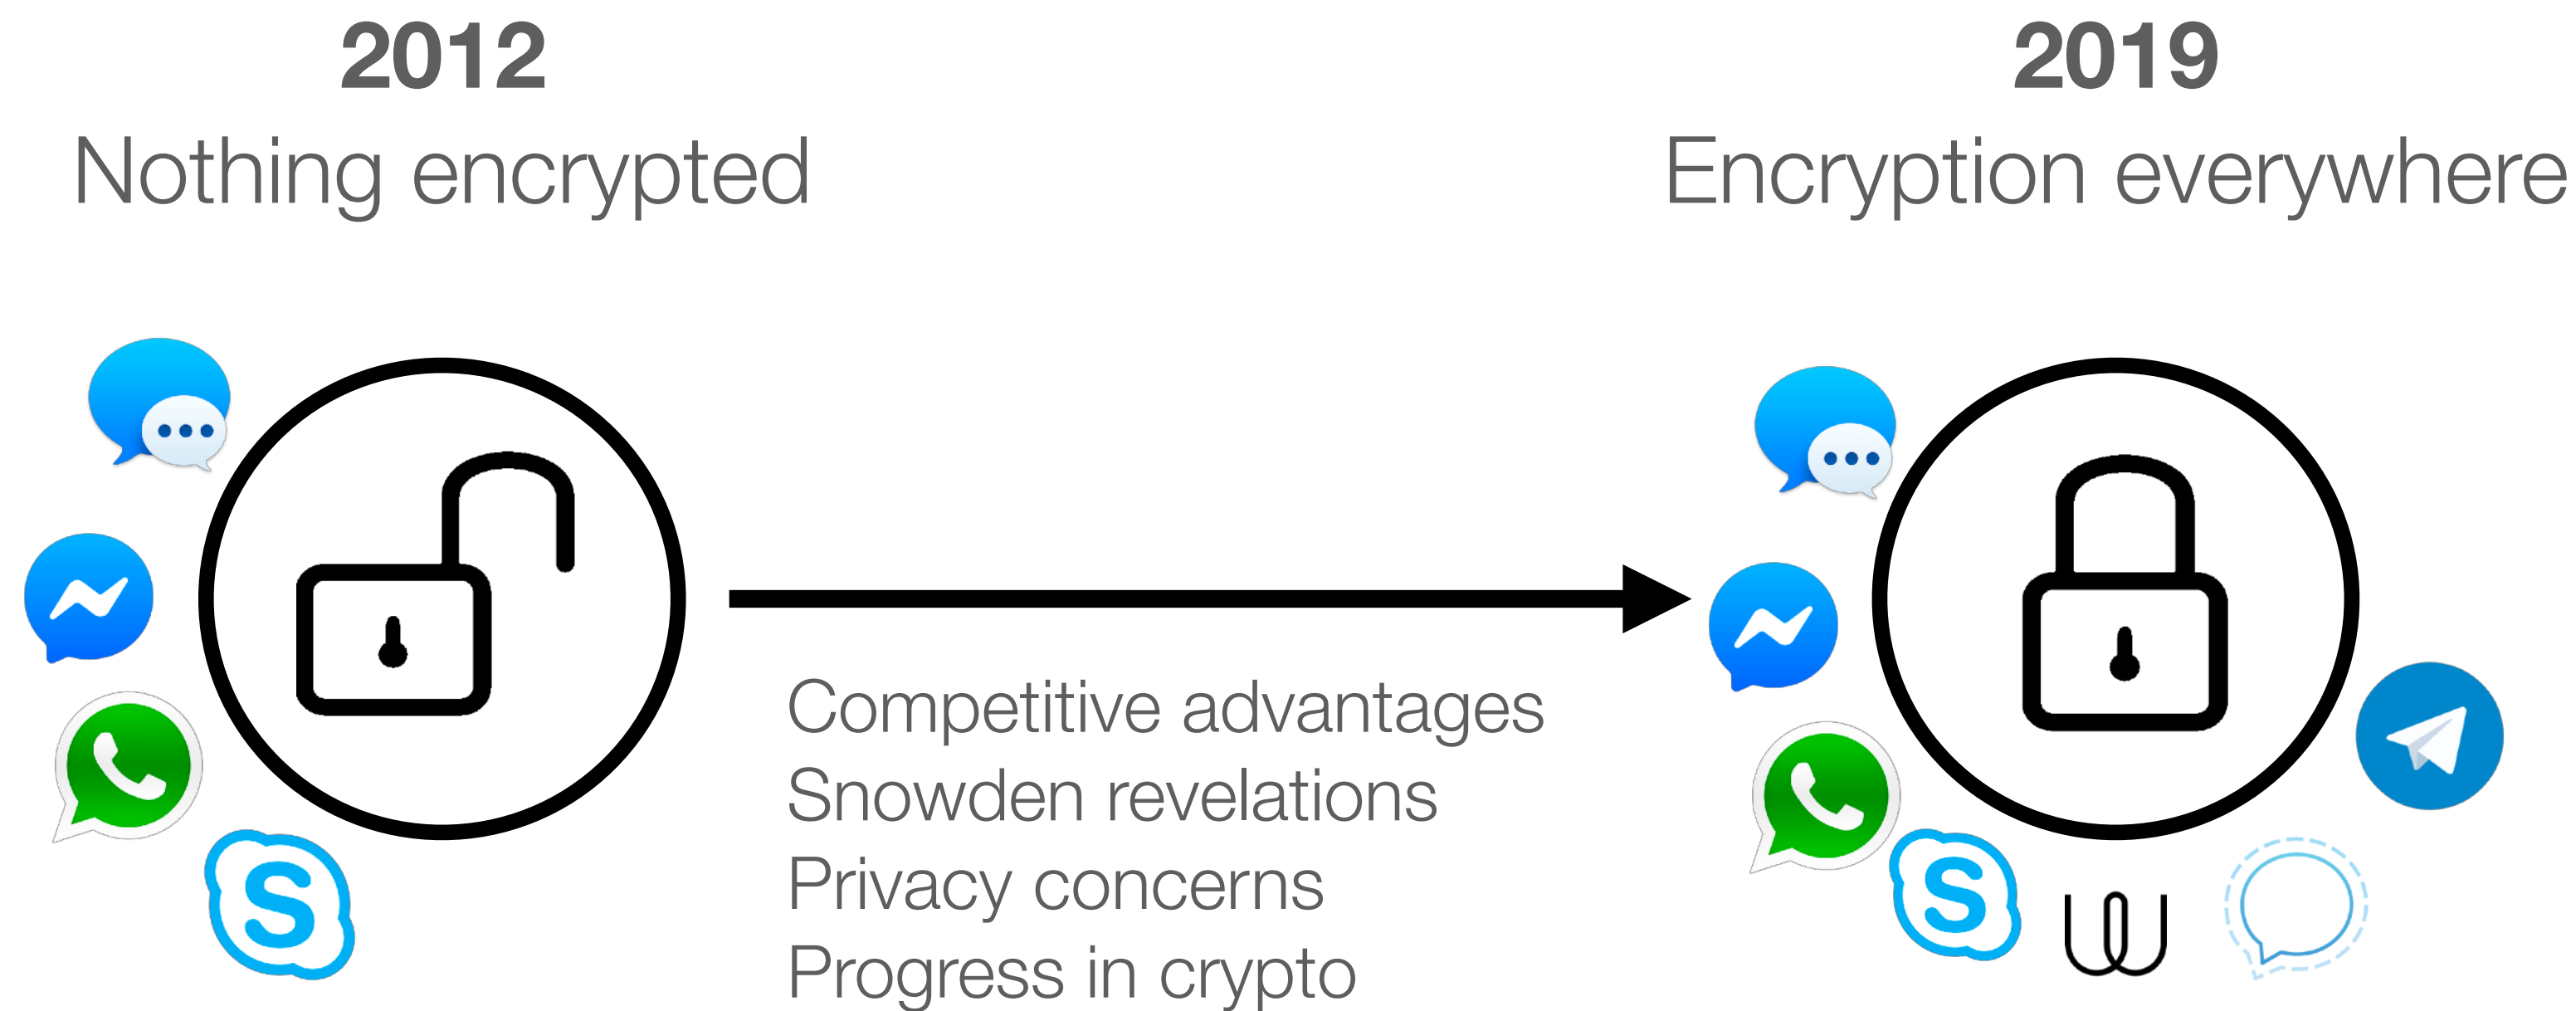 2012
Nothing encrypted
2019
Encryption everywhere
Competitive advantages
Snowden revelations
Privacy concerns
Progress in crypto